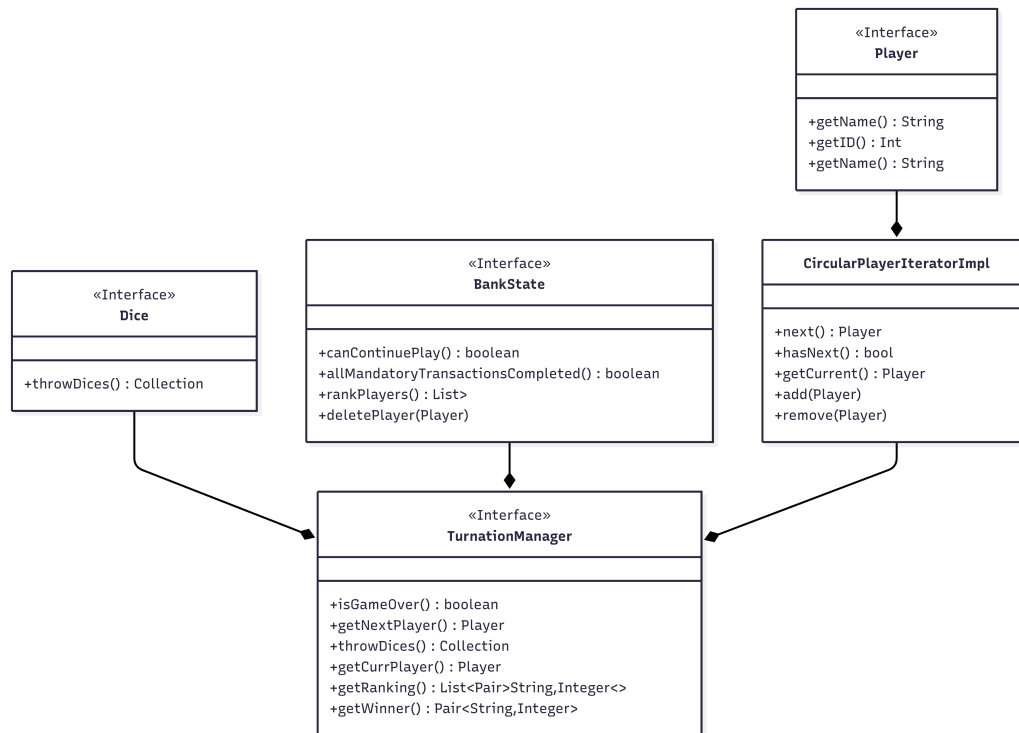 «Interface»
Player
+getName() : String
+getID() : Int
+getName() : String
«Interface»
Dice
+throwDices() : Collection
«Interface»
BankState
+canContinuePlay() : boolean
+allMandatoryTransactionsCompleted() : boolean
+rankPlayers() : List>
+deletePlayer(Player)
CircularPlayerIteratorImpl
+next() : Player
+hasNext() : bool
+getCurrent() : Player
+add(Player)
+remove(Player)
«Interface»
TurnationManager
+isGameOver() : boolean
+getNextPlayer() : Player
+throwDices() : Collection
+getCurrPlayer() : Player
+getRanking() : List<Pair>String,Integer<>
+getWinner() : Pair<String,Integer>